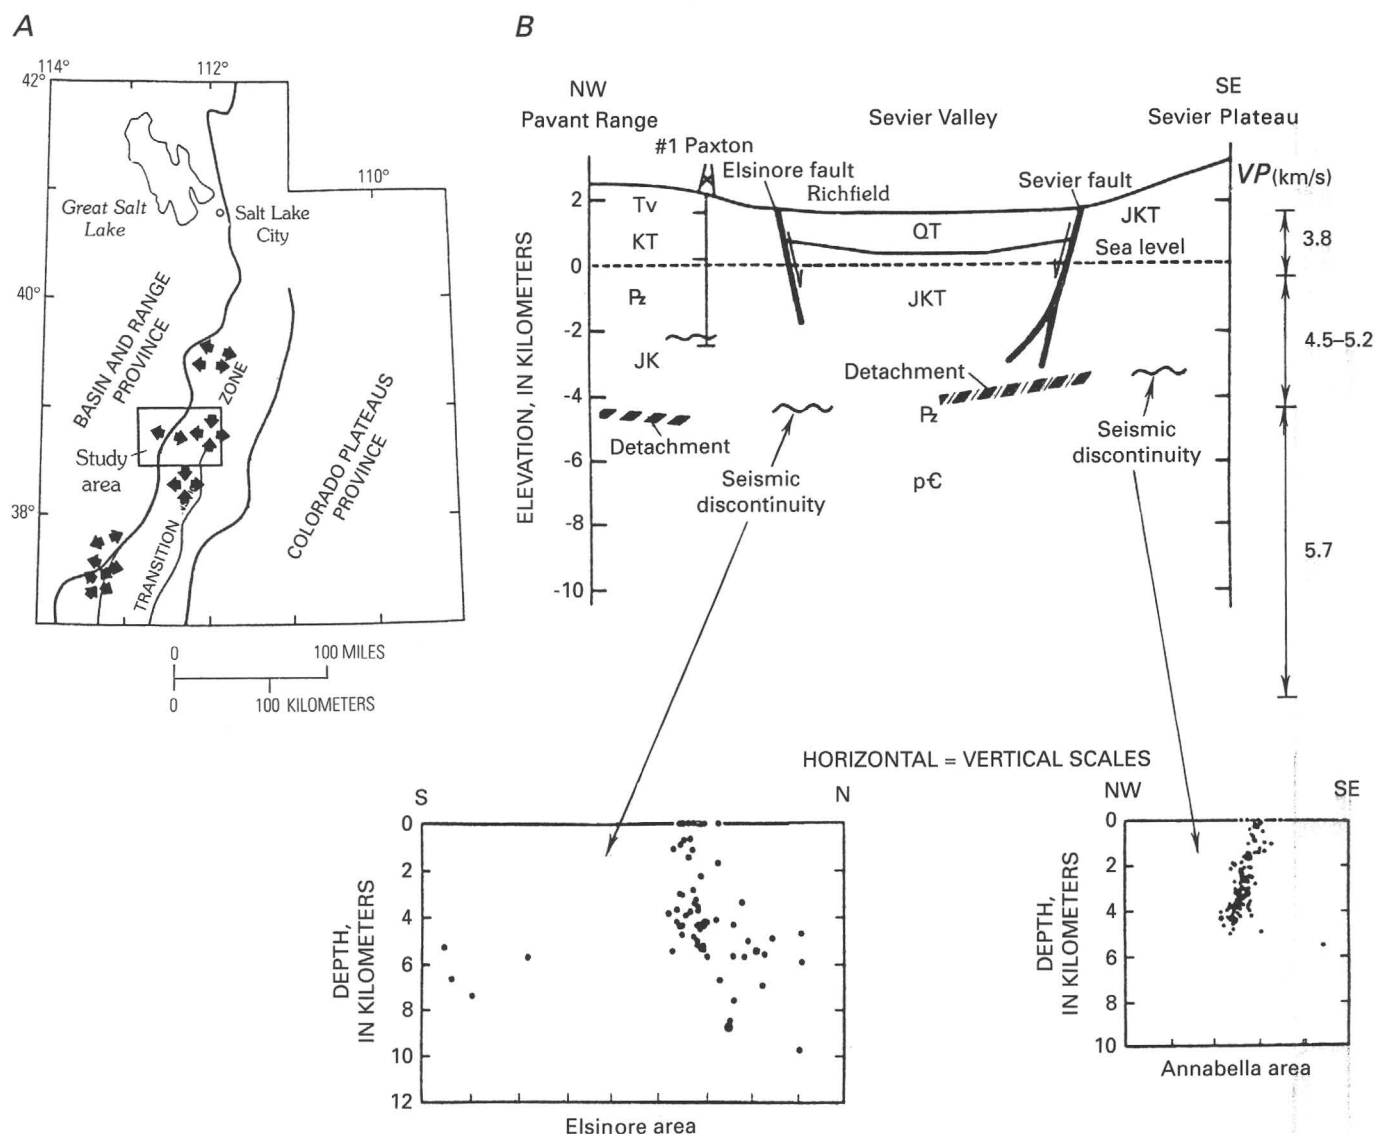 A
114°
112°
42°
110°
Great Salt
Lake
Salt Lake
City
40°
BASIN AND RANGE
PROVINCE
ZONE
Study
area
COLORADO PLATEAUS
PROVINCE
38°
TRANSITION
0 100 MILES
0 100 KILOMETERS
B
NW
Pavant Range
Sevier Valley
SE
Sevier Plateau
#1 Paxton
Elsinore fault
Richfield
Sevier fault
VP (km/s)
ELEVATION, IN KILOMETERS
2
0
-2
-4
-6
-8
-10
Tv
KT
Pz
JK
QT
JKT
JKT
Sea level
3.8
4.5–5.2
5.7
Detachment
Detachment
Pz
p€
Seismic
discontinuity
Seismic
discontinuity
HORIZONTAL = VERTICAL SCALES
S
N
DEPTH,
IN KILOMETERS
0
2
4
6
8
10
12
Elsinore area
NW
SE
DEPTH,
IN KILOMETERS
0
2
4
6
8
10
Annabella area